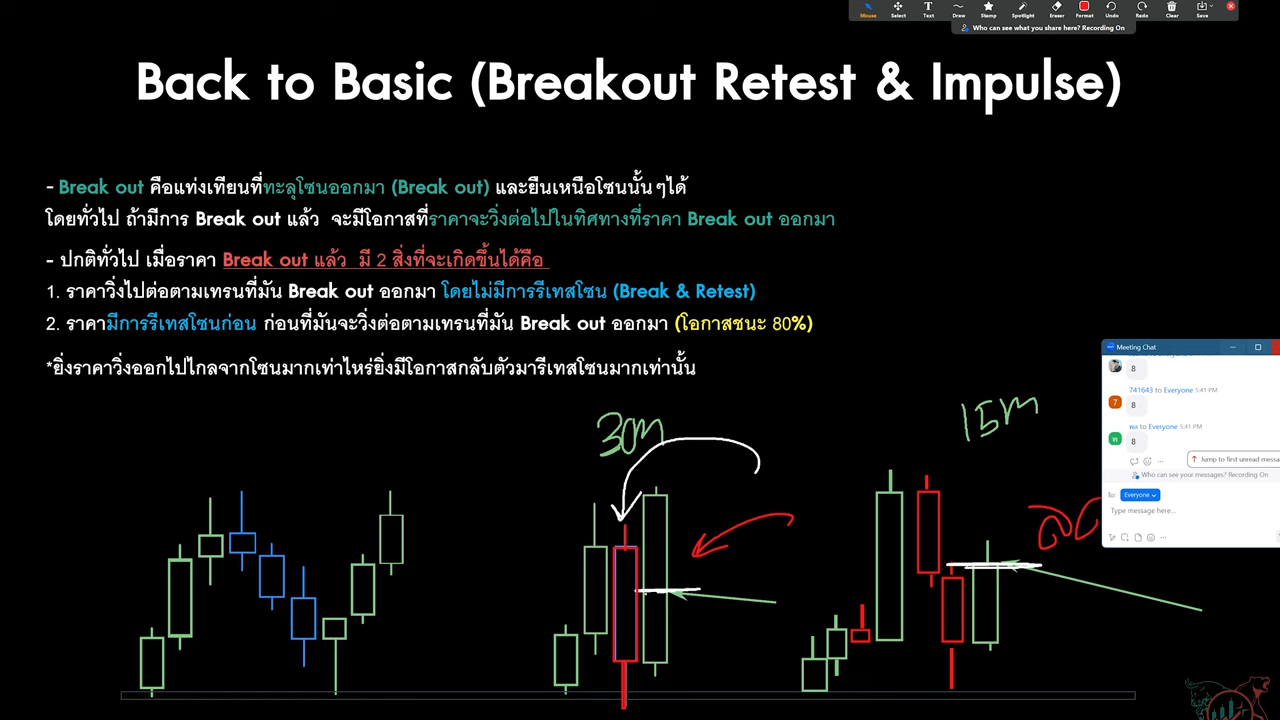 Mouse Select Text Draw Stamp Spotlight Eraser Format Undo Redo Clear Save
Who can see what you share here? Recording On
Back to Basic (Breakout Retest & Impulse)
- Break out คือแท่งเทียนที่ทะลุโซนออกมา (Break out) และยืนเหนือโซนนั้นๆได้
โดยทั่วไป ถ้ามีการ Break out แล้ว จะมีโอกาสที่ราคาจะวิ่งต่อไปในทิศทางที่ราคา Break out ออกมา
- ปกติทั่วไป เมื่อราคา Break out แล้ว มี 2 สิ่งที่จะเกิดขึ้นได้คือ
1. ราคาวิ่งไปต่อตามเทรนที่มัน Break out ออกมา โดยไม่มีการรีเทสโซน (Break & Retest)
2. ราคามีการรีเทสโซนก่อน ก่อนที่มันจะวิ่งต่อตามเทรนที่มัน Break out ออกมา (โอกาสชนะ 80%)
*ยิ่งราคาวิ่งออกไปไกลจากโซนมากเท่าไหร่ยิ่งมีโอกาสกลับตัวมารีเทสโซนมากเท่านั้น
30m
15m
Meeting Chat
8
741643 to Everyone 5:41 PM
7
8
พล to Everyone 5:41 PM
พ
8
Jump to first unread messa
Who can see your messages? Recording On
To: Everyone
Type message here...